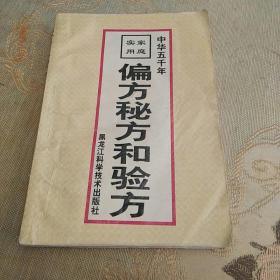 中华五千年
家庭
实用
偏方秘方和验方
黑龙江科学技术出版社